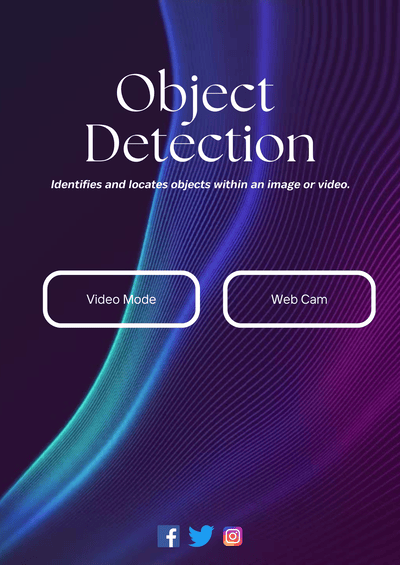 Object
Detection
Identifies and locates objects within an image or video.
Video Mode
Web Cam